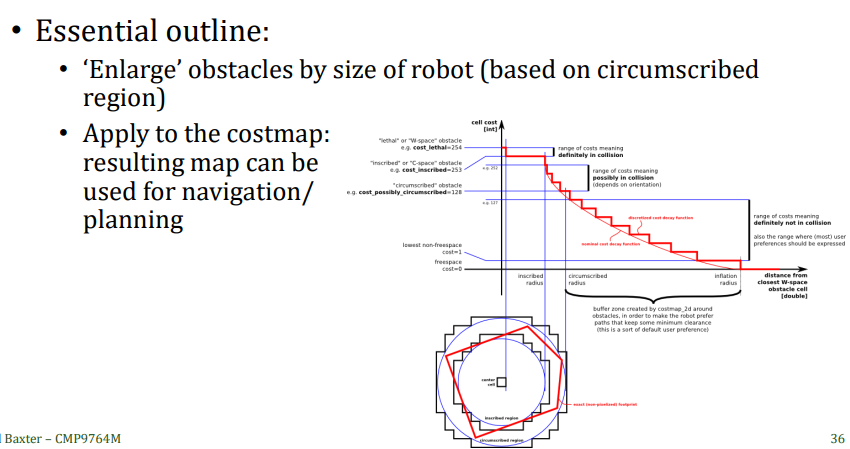 • Essential outline:
• ‘Enlarge’ obstacles by size of robot (based on circumscribed
region)
• Apply to the costmap:
resulting map can be
used for navigation/
planning
cell cost
[int]
"lethal" or "W-space" obstacle
e.g. cost_lethal=254
"inscribed" or "C-space" obstacle
e.g. cost_inscribed=253
e.g. 252
"circumscribed" obstacle
e.g. cost_possibly_circumscribed=128
e.g. 127
lowest non-freespace
cost=1
freespace
cost=0
range of costs meaning
definitely in collision
range of costs meaning
possibly in collision
(depends on orientation)
discretized cost decay function
nominal cost decay function
range of costs meaning
definitely not in collision
also the range where (most) user
preferences should be expressed
inscribed
radius
circumscribed
radius
inflation
radius
distance from
closest W-space
obstacle cell
[double]
buffer zone created by costmap_2d around
obstacles, in order to make the robot prefer
paths that keep some minimum clearance
(this is a sort of default user preference)
center
cell
exact (non-pixelized) footprint
inscribed region
circumscribed region
Baxter – CMP9764M
36